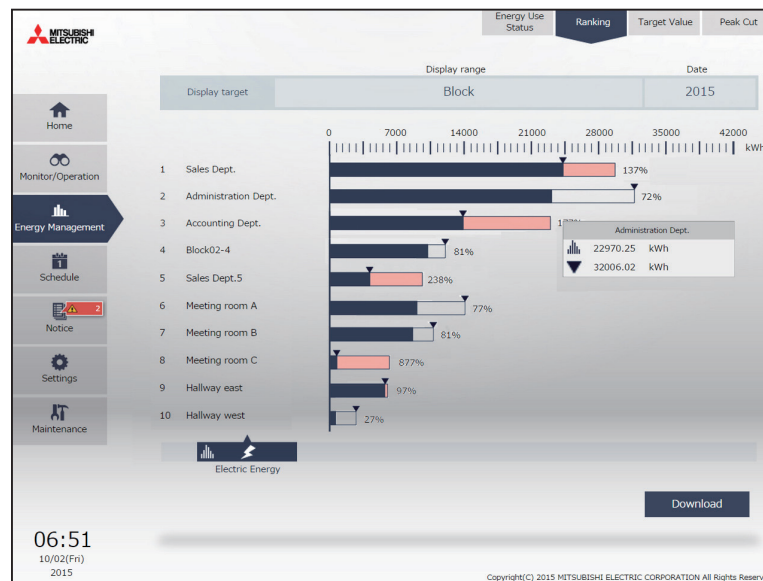 MITSUBISHI
ELECTRIC
Energy Use
Status
Ranking
Target Value
Peak Cut
Display range
Date
Display target
Block
2015
Home
Monitor/Operation
Energy Management
1
Schedule
2
Notice
Settings
Maintenance
0 7000 14000 21000 28000 35000 42000
kWh
1 Sales Dept. 137%
2 Administration Dept. 72%
3 Accounting Dept.
4 Block02-4 81%
5 Sales Dept.5 238%
6 Meeting room A 77%
7 Meeting room B 81%
8 Meeting room C 877%
9 Hallway east 97%
10 Hallway west 27%
Administration Dept.
22970.25 kWh
32006.02 kWh
Electric Energy
Download
06:51
10/02(Fri)
2015
Copyright(C) 2015 MITSUBISHI ELECTRIC CORPORATION All Rights Reserv